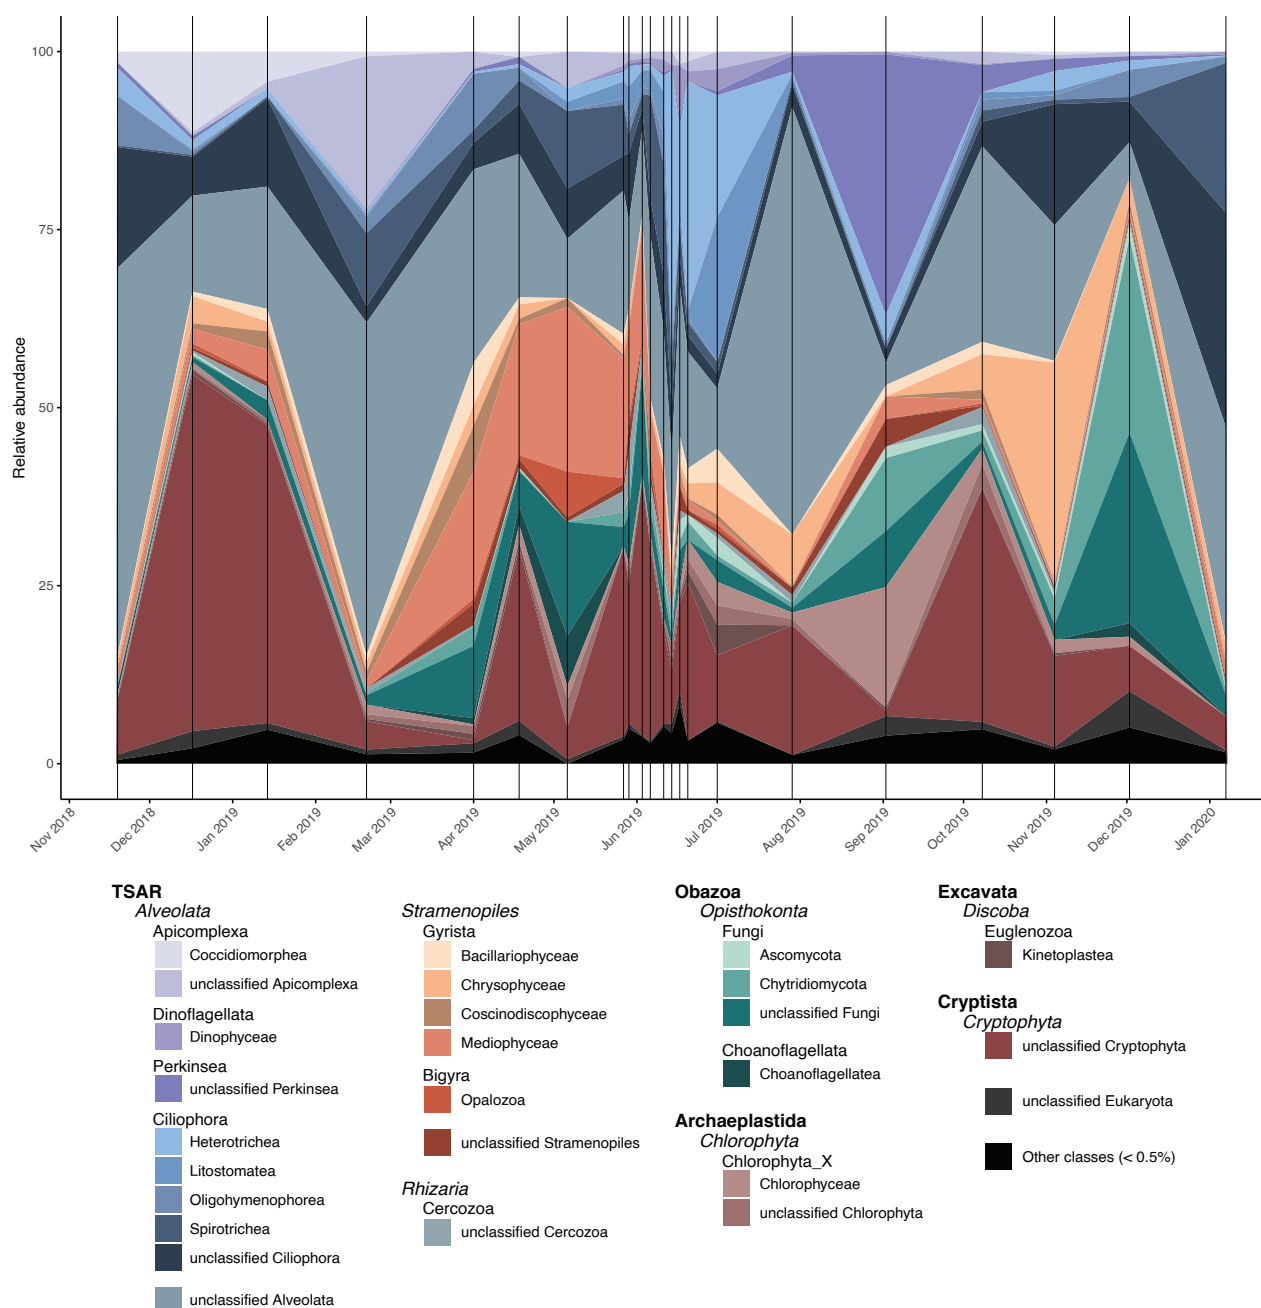 100
75
50
25
0
Relative abundance
Nov 2018
Dec 2018
Jan 2019
Feb 2019
Mar 2019
Apr 2019
May 2019
Jun 2019
Jul 2019
Aug 2019
Sep 2019
Oct 2019
Nov 2019
Dec 2019
Jan 2020
TSAR
Alveolata
Apicomplexa
Coccidiomorphea
unclassified Apicomplexa
Dinoflagellata
Dinophyceae
Perkinsea
unclassified Perkinsea
Ciliophora
Heterotrichea
Litostomatea
Oligohymenophorea
Spirotrichea
unclassified Ciliophora
unclassified Alveolata
Stramenopiles
Gyrista
Bacillariophyceae
Chrysophyceae
Coscinodiscophyceae
Mediophyceae
Bigyra
Opalozoa
unclassified Stramenopiles
Rhizaria
Cercozoa
unclassified Cercozoa
Obazoa
Opisthokonta
Fungi
Ascomycota
Chytridiomycota
unclassified Fungi
Choanoflagellata
Choanoflagellatea
Archaeplastida
Chlorophyta
Chlorophyta_X
Chlorophyceae
unclassified Chlorophyta
Excavata
Discoba
Euglenozoa
Kinetoplastea
Cryptista
Cryptophyta
unclassified Cryptophyta
unclassified Eukaryota
Other classes (< 0.5%)